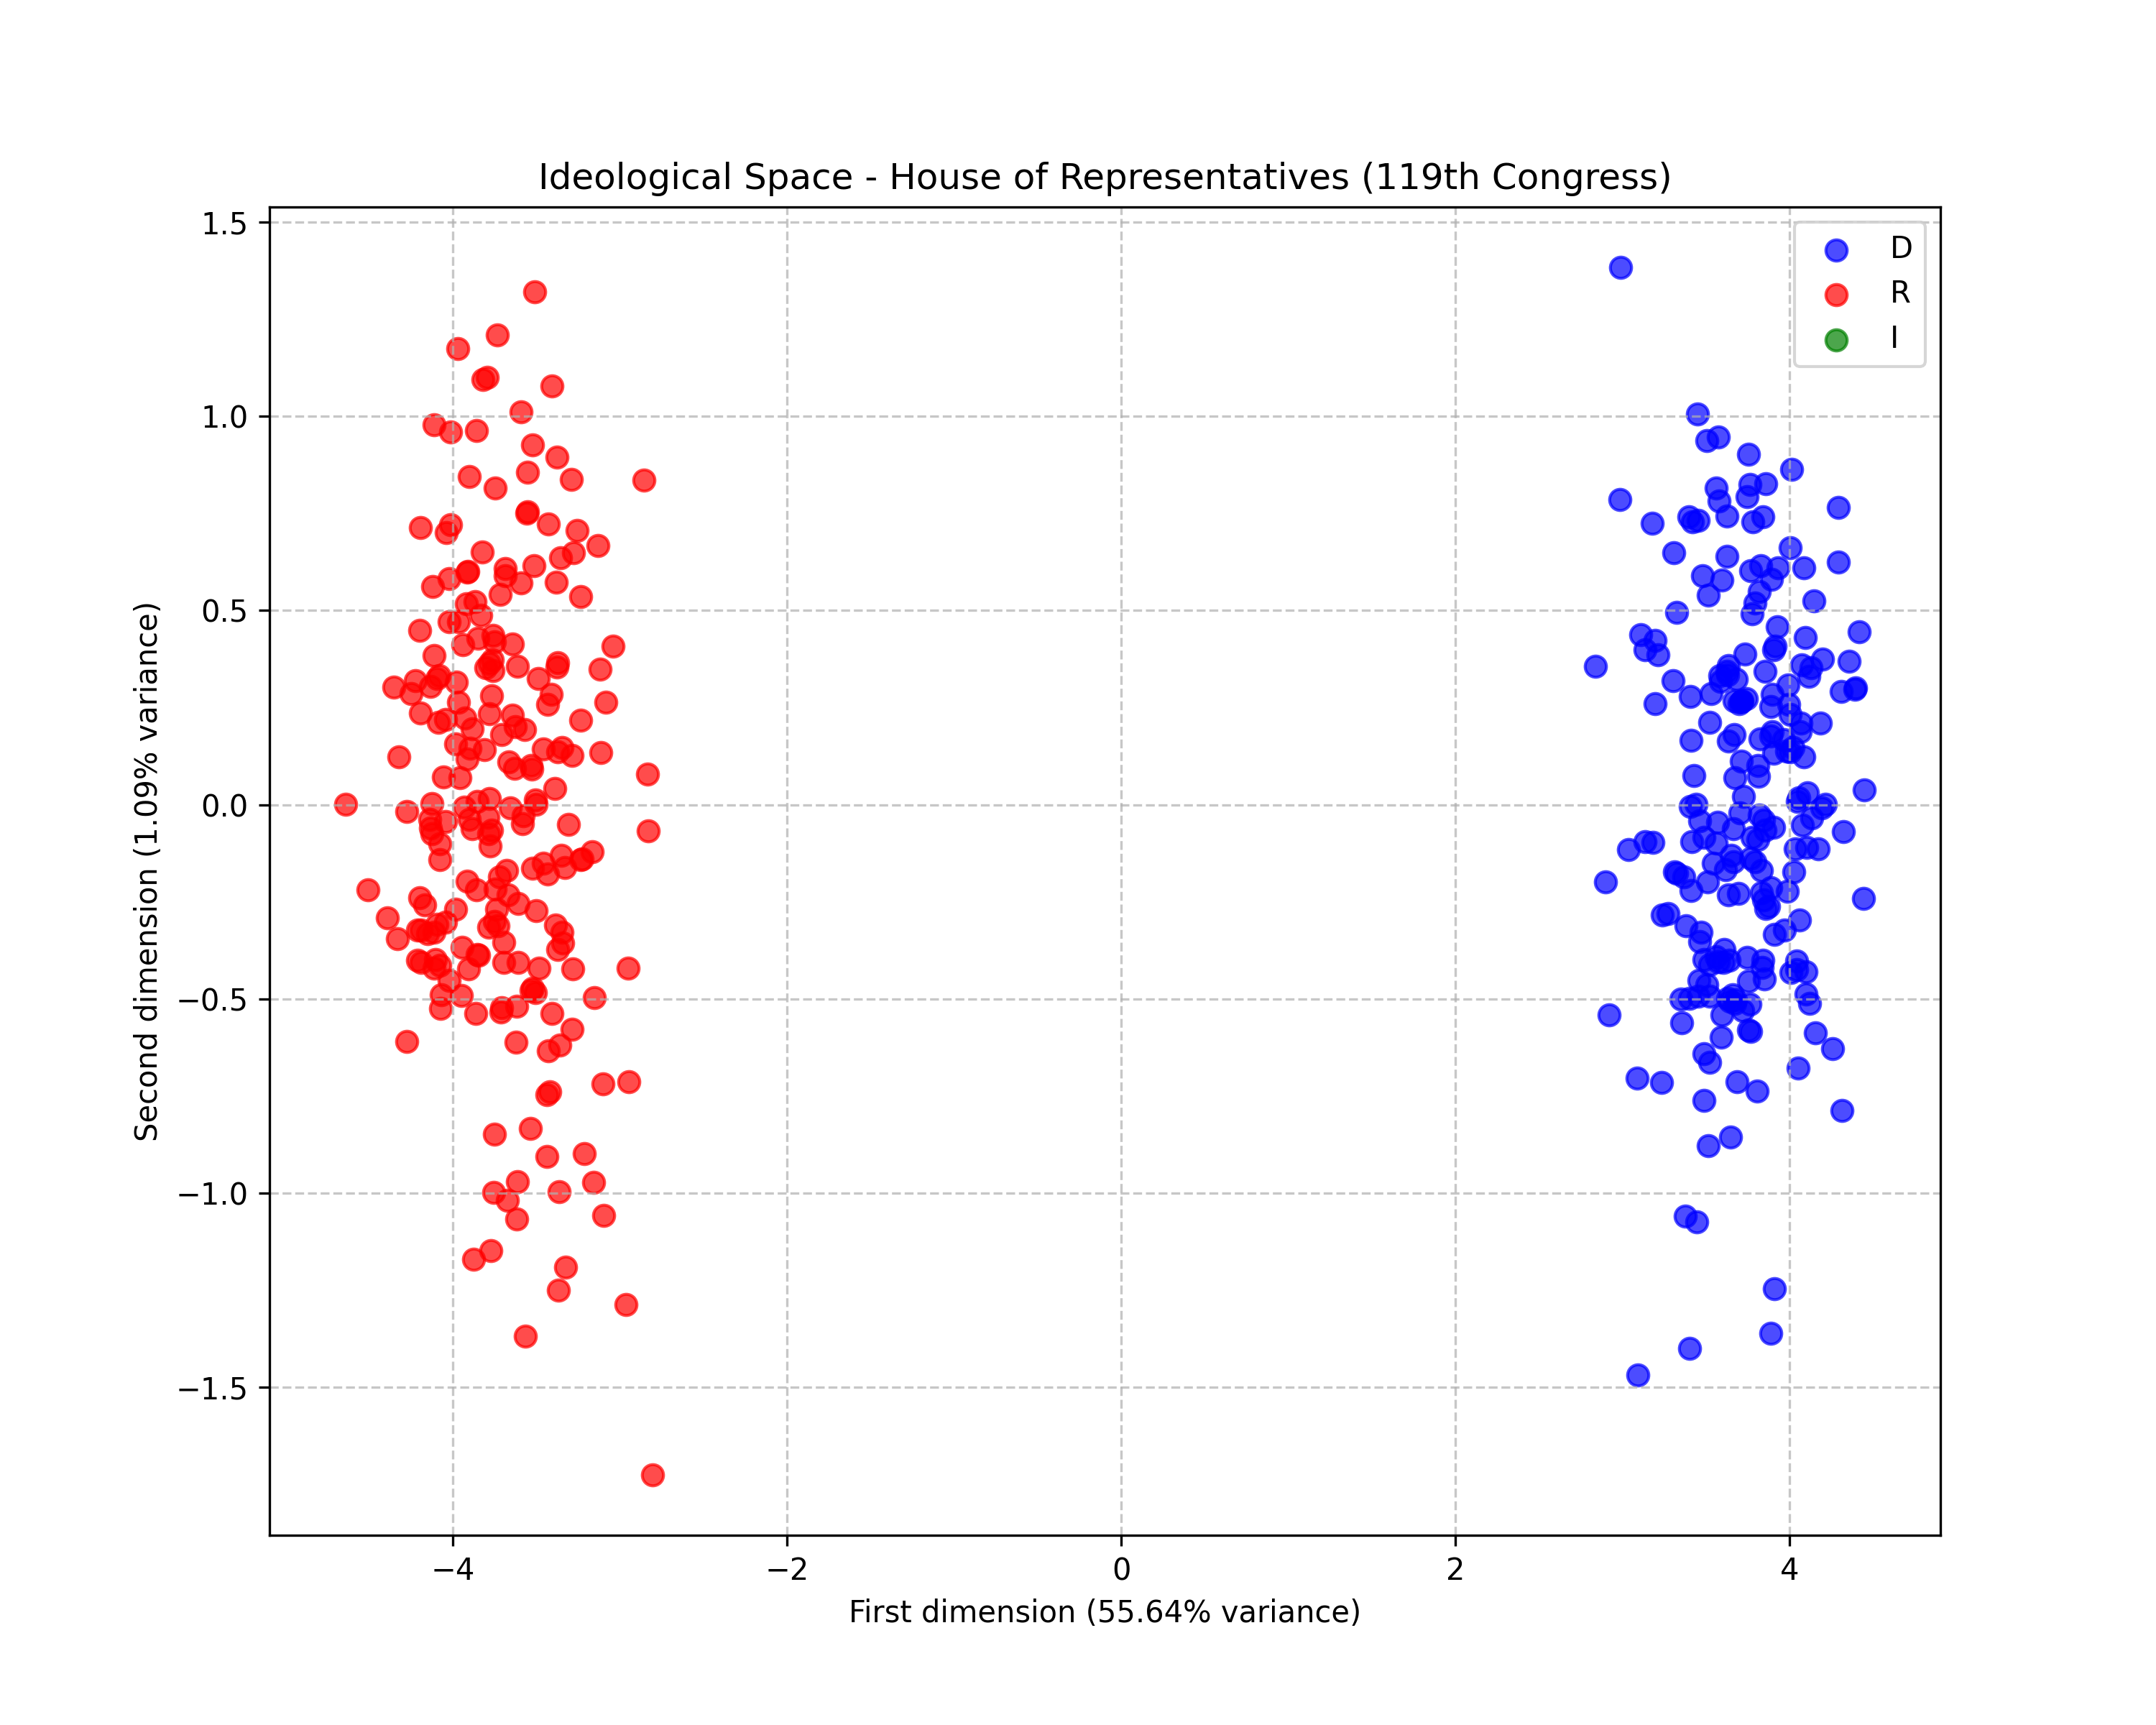 Ideological Space - House of Representatives (119th Congress)
D
R
I
1.5
1.0
0.5
0.0
−0.5
−1.0
−1.5
Second dimension (1.09% variance)
−4
−2
0
2
4
First dimension (55.64% variance)